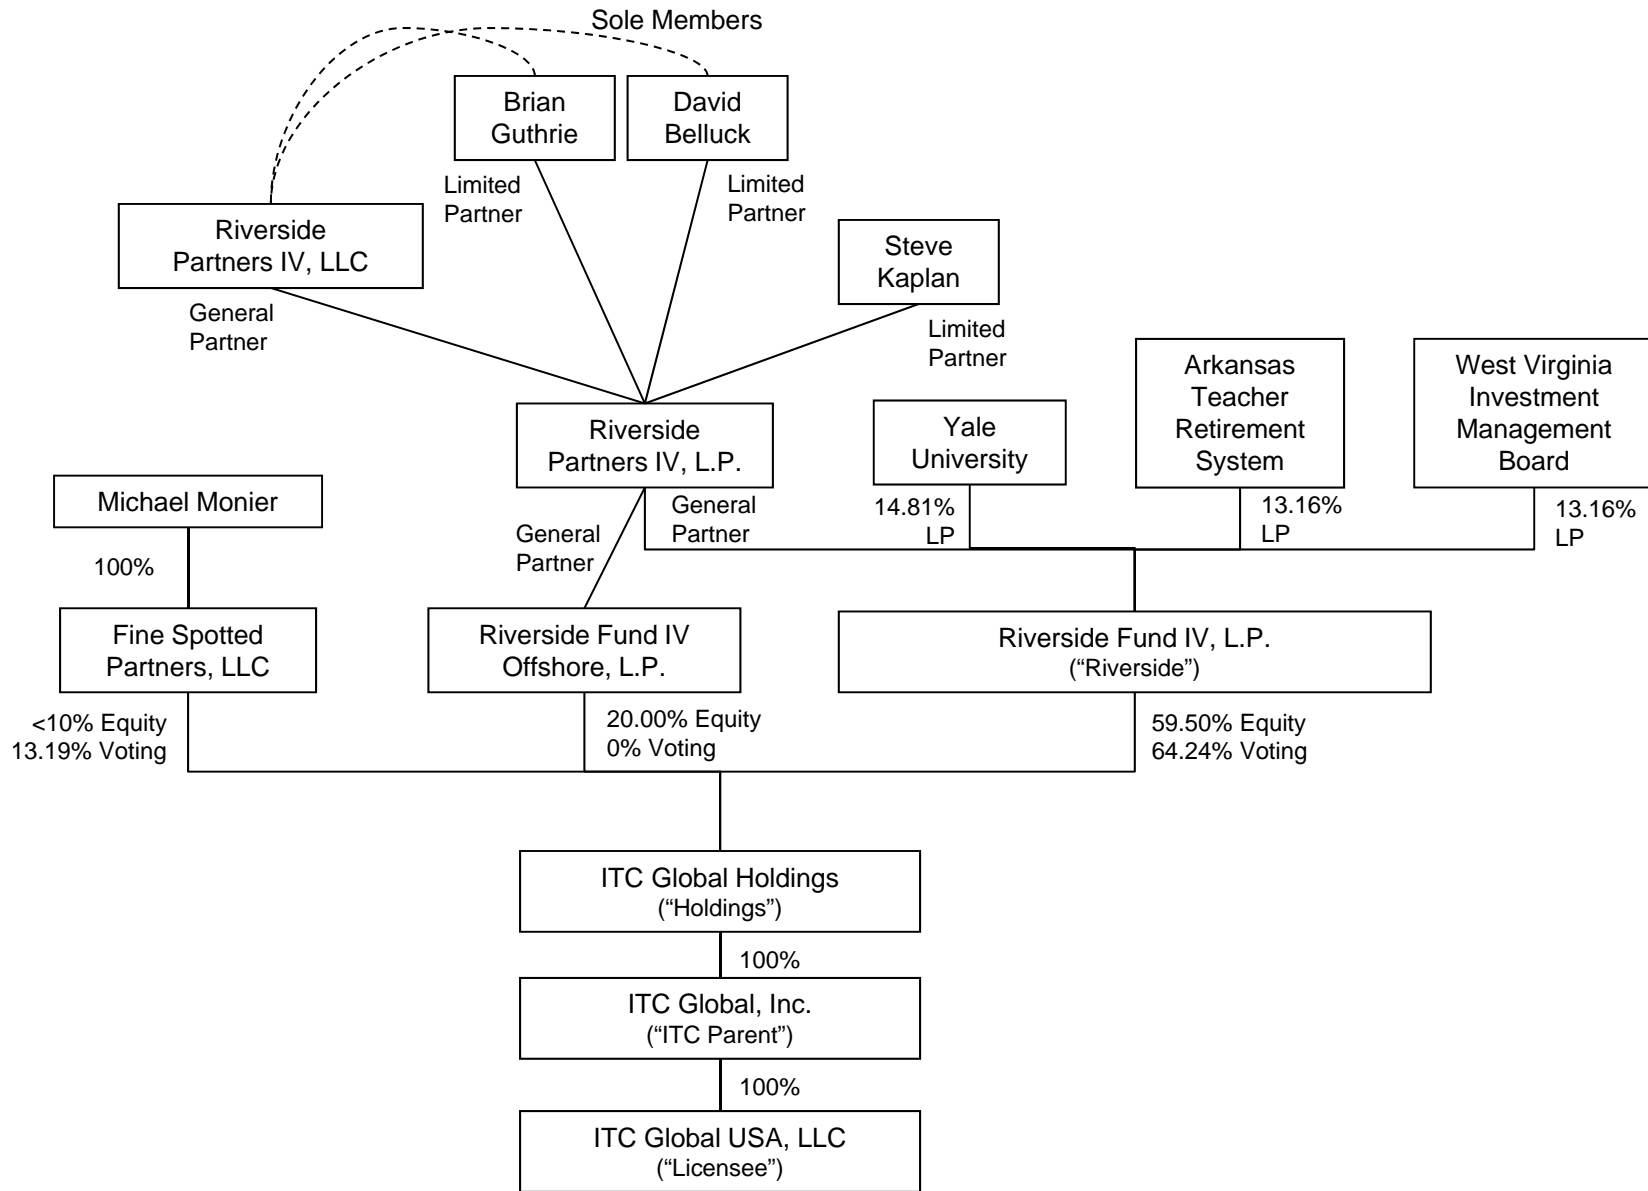 Sole Members
Brian
Guthrie
David
Belluck
Limited
Partner
Limited
Partner
Riverside
Partners IV, LLC
Steve
Kaplan
General
Partner
Limited
Partner
Arkansas
Teacher
Retirement
System
West Virginia
Investment
Management
Board
Riverside
Partners IV, L.P.
Yale
University
Michael Monier
General
Partner
General
Partner
14.81%
LP
13.16%
LP
13.16%
LP
100%
Fine Spotted
Partners, LLC
Riverside Fund IV
Offshore, L.P.
Riverside Fund IV, L.P.
(“Riverside”)
<10% Equity
13.19% Voting
20.00% Equity
0% Voting
59.50% Equity
64.24% Voting
ITC Global Holdings
(“Holdings”)
100%
ITC Global, Inc.
(“ITC Parent”)
100%
ITC Global USA, LLC
(“Licensee”)